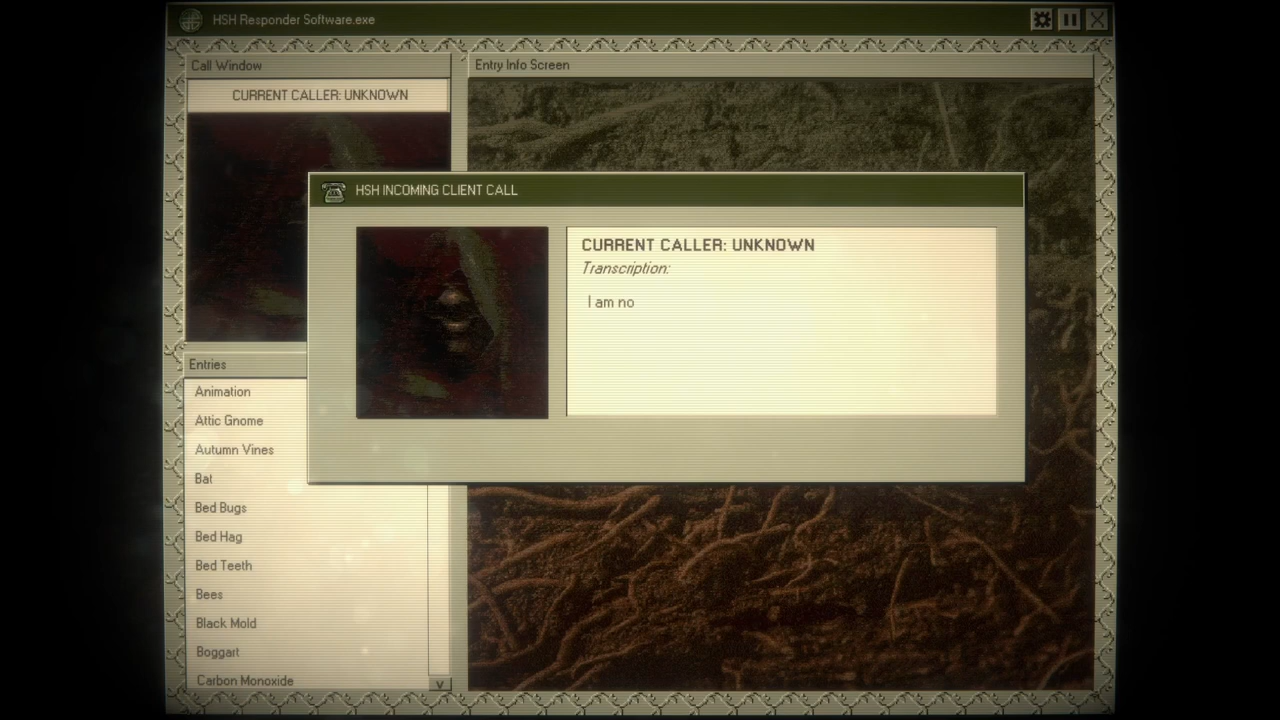 HSH Responder Software.exe
Call Window
CURRENT CALLER: UNKNOWN
Entry Info Screen
HSH INCOMING CLIENT CALL
CURRENT CALLER: UNKNOWN
Transcription:
I am no
Entries
Animation
Attic Gnome
Autumn Vines
Bat
Bed Bugs
Bed Hag
Bed Teeth
Bees
Black Mold
Boggart
Carbon Monoxide